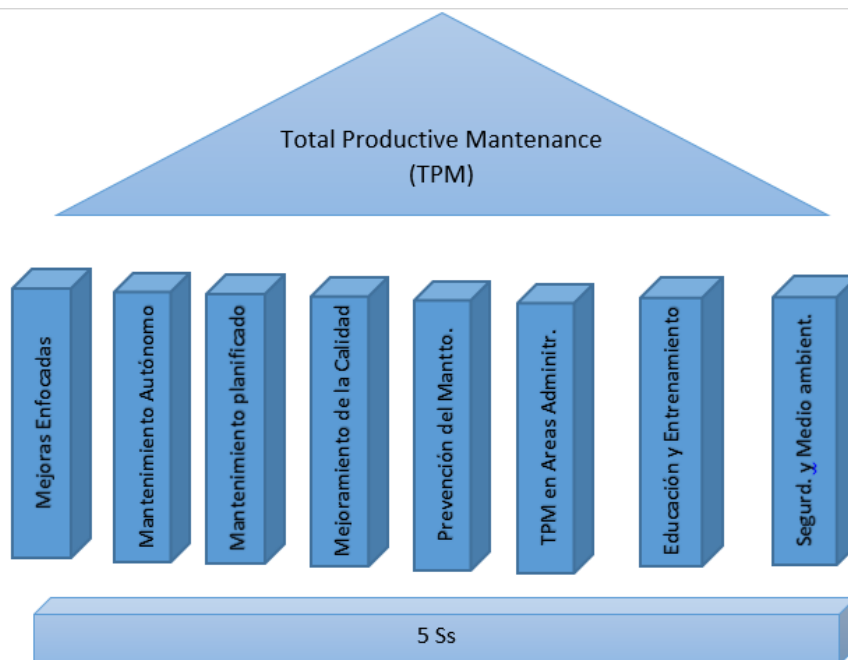 Total Productive Mantenance
(TPM)
Mejoras Enfocadas
Mantenimiento Autónomo
Mantenimiento planificado
Mejoramiento de la Calidad
Prevención del Mantto.
TPM en Areas Adminitr.
Educación y Entrenamiento
Segurd. y Medio ambient.
5 Ss